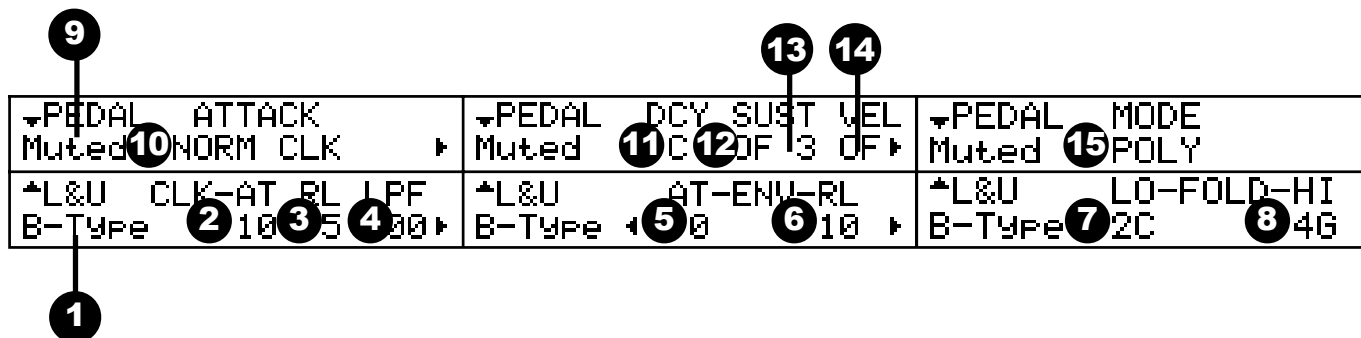 9 13 14
PEDAL ATTACK
Muted 10 NORM CLK
PEDAL DCY SUST VEL
Muted 11 C 12 OF 3 OF
PEDAL MODE
Muted 15 POLY
L&U CLK-AT RL LPF
B-Type 2 10 3 5 4 00
L&U AT-ENV-RL
B-Type 5 0 6 10
L&U LO-FOLD-HI
B-Type 7 2C 8 4G
1